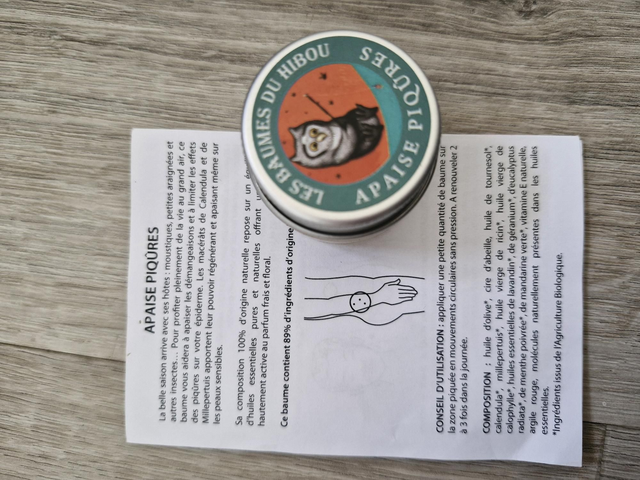 LES BAUMES DU HIBOU
APAISE PIQÛRES
APAISE PIQÛRES
APAISE PIQÛRES
La belle saison arrive avec ses hôtes : moustiques, petites araignées et
autres insectes... Pour profiter pleinement de la vie au grand air, ce
baume vous aidera à apaiser les démangeaisons et à limiter les effets
des piqûres sur votre épiderme. Les macérâts de Calendula et de
Millepertuis apportent leur pouvoir régénérant et apaisant même sur
les peaux sensibles.
Sa composition 100% d'origine naturelle repose sur un
d'huiles essentielles pures et naturelles offrant
hautement active au parfum frais et floral.
Ce baume contient 89% d'ingrédients d'origine
CONSEIL D'UTILISATION : appliquer une petite quantité de baume sur
la zone piquée en mouvements circulaires sans pression. A renouveler 2
à 3 fois dans la journée.
COMPOSITION : huile d'olive*, cire d'abeille, huile de tournesol*,
calendula*, millepertuis*, huile vierge de ricin*, huile vierge de
calophylle*, huiles essentielles de lavandin*, de géranium*, d'eucalyptus
radiata*, de menthe poivrée*, de mandarine verte*, vitamine E naturelle,
argile rouge, molécules naturellement présentes dans les huiles
essentielles.
*Ingrédients issus de l'Agriculture Biologique.